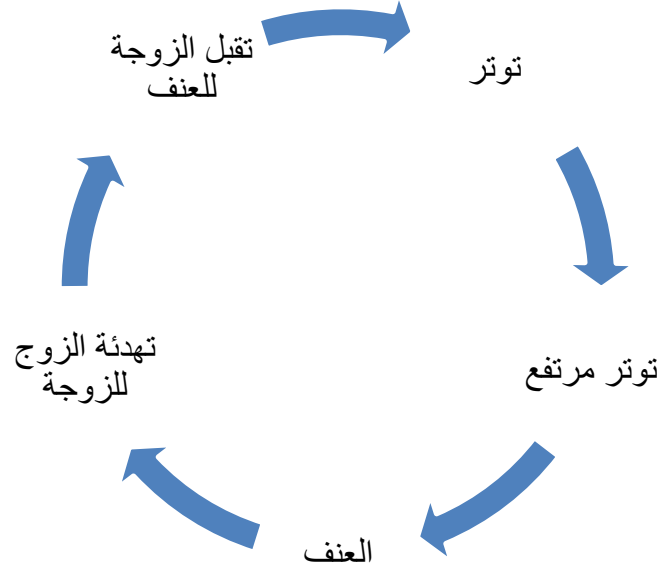 تقبل الزوجة
للعنف
توتر
توتر مرتفع
العنف
تهدئة الزوج
للزوجة